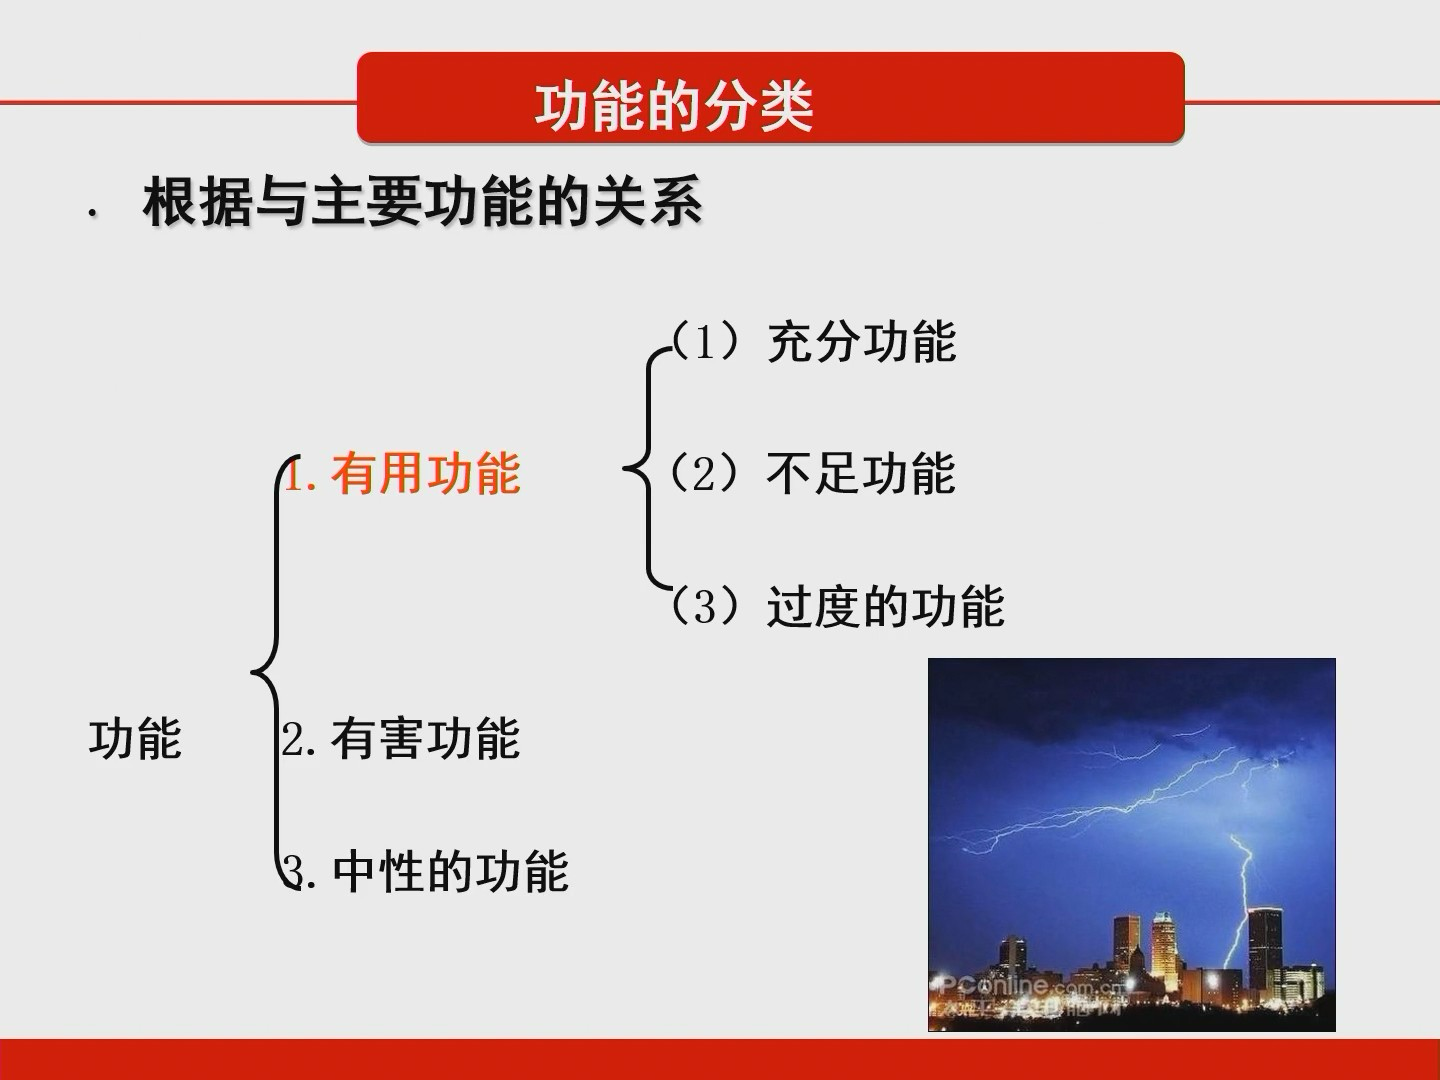 功能的分类
· 根据与主要功能的关系
（1）充分功能
1.有用功能
（2）不足功能
（3）过度的功能
功能
2.有害功能
3.中性的功能
PConline.com.cn